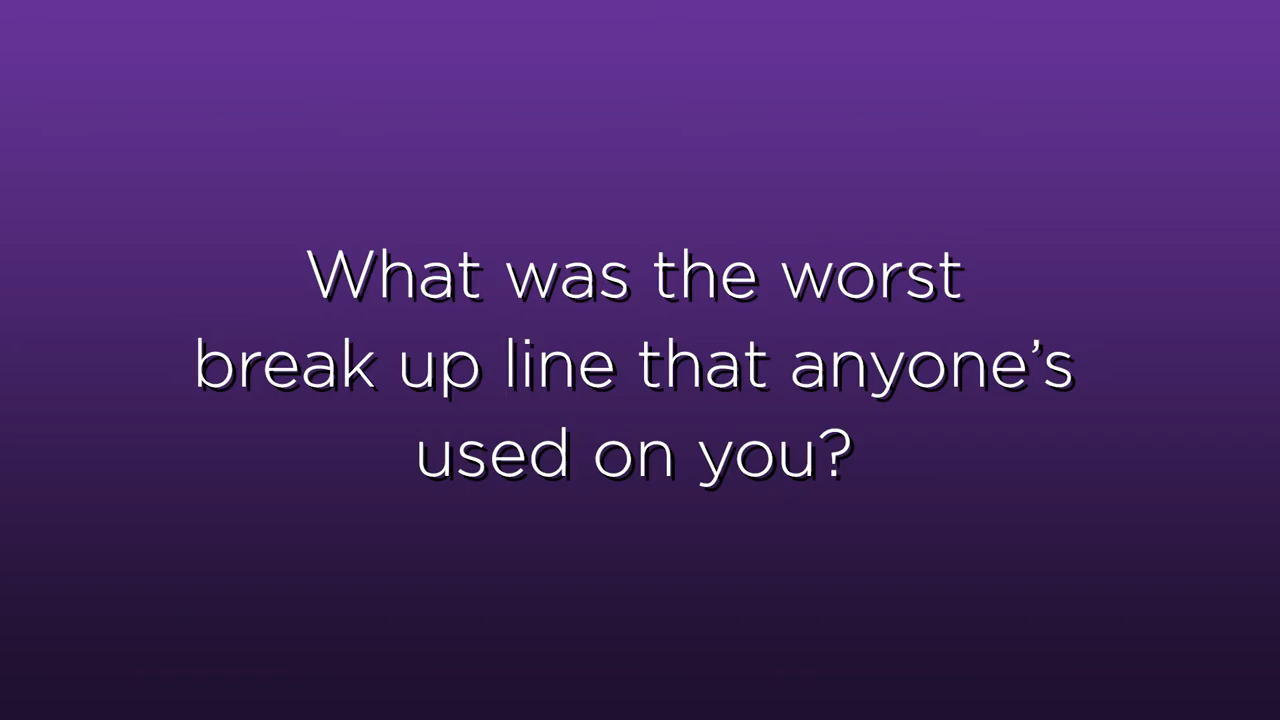 What was the worst
break up line that anyone’s
used on you?